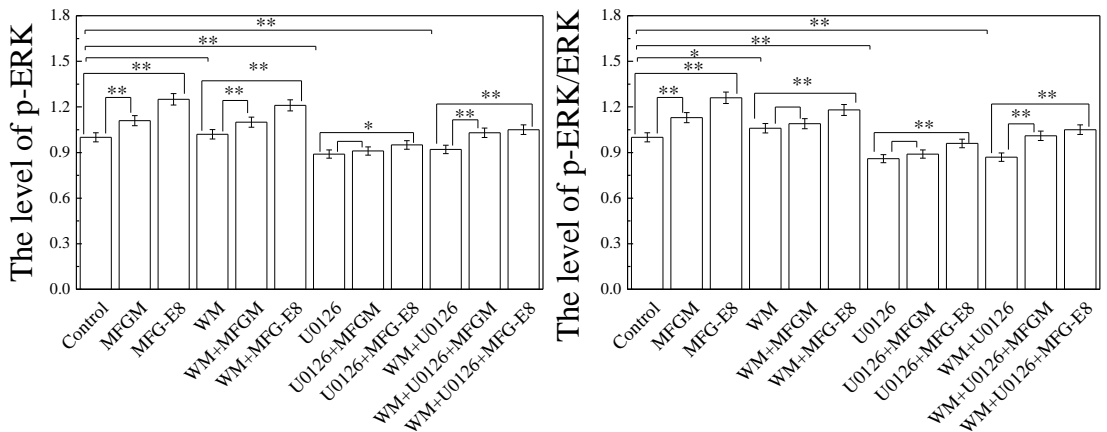 The level of p-ERK
1.8
1.5
1.2
0.9
0.6
0.3
0.0
**
**
**
**
**
**
*
**
**
Control
MFGM
MFG-E8
WM
WM+MFGM
WM+MFG-E8
U0126
U0126+MFGM
U0126+MFG-E8
WM+U0126
WM+U0126+MFGM
WM+U0126+MFG-E8
The level of p-ERK/ERK
1.8
1.5
1.2
0.9
0.6
0.3
0.0
**
**
*
**
**
**
**
**
**
Control
MFGM
MFG-E8
WM
WM+MFGM
WM+MFG-E8
U0126
U0126+MFGM
U0126+MFG-E8
WM+U0126
WM+U0126+MFGM
WM+U0126+MFG-E8